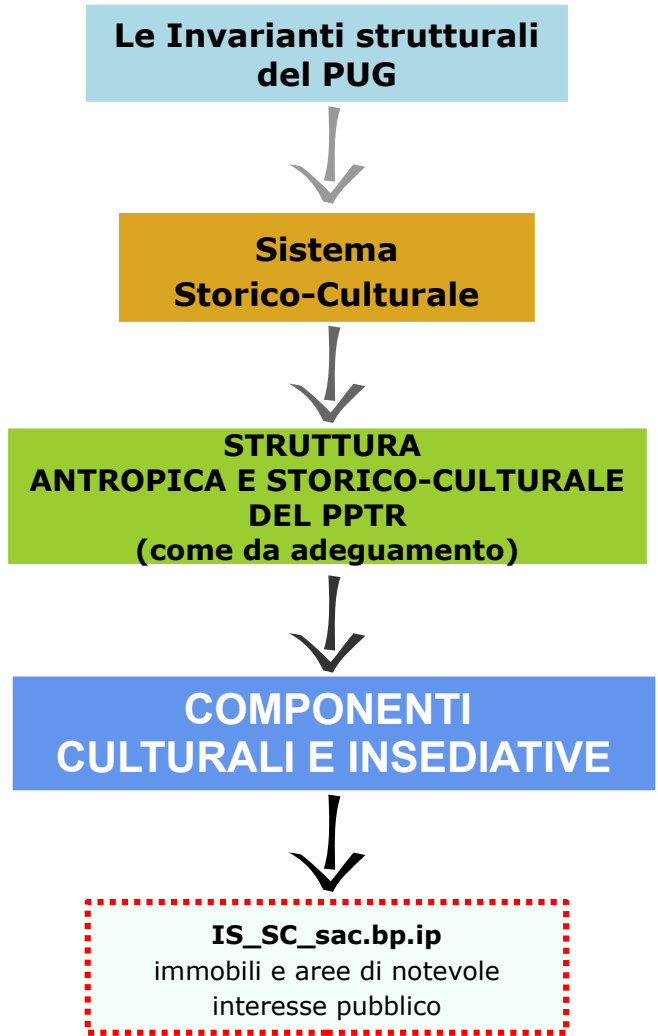 Le Invarianti strutturali
del PUG
Sistema
Storico-Culturale
STRUTTURA
ANTROPICA E STORICO-CULTURALE
DEL PPTR
(come da adeguamento)
COMPONENTI
CULTURALI E INSEDIATIVE
IS_SC_sac.bp.ip
immobili e aree di notevole
interesse pubblico